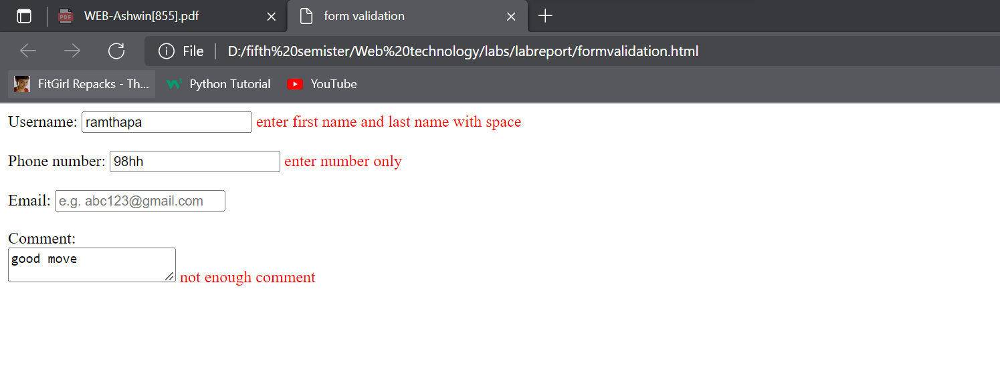 WEB-Ashwin[855].pdf
form validation
File
D:/fifth%20semister/Web%20technology/labs/labreport/formvalidation.html
FitGirl Repacks - Th...
Python Tutorial
YouTube
Username: ramthapa enter first name and last name with space
Phone number: 98hh enter number only
Email: e.g. abc123@gmail.com
Comment:
good move
not enough comment